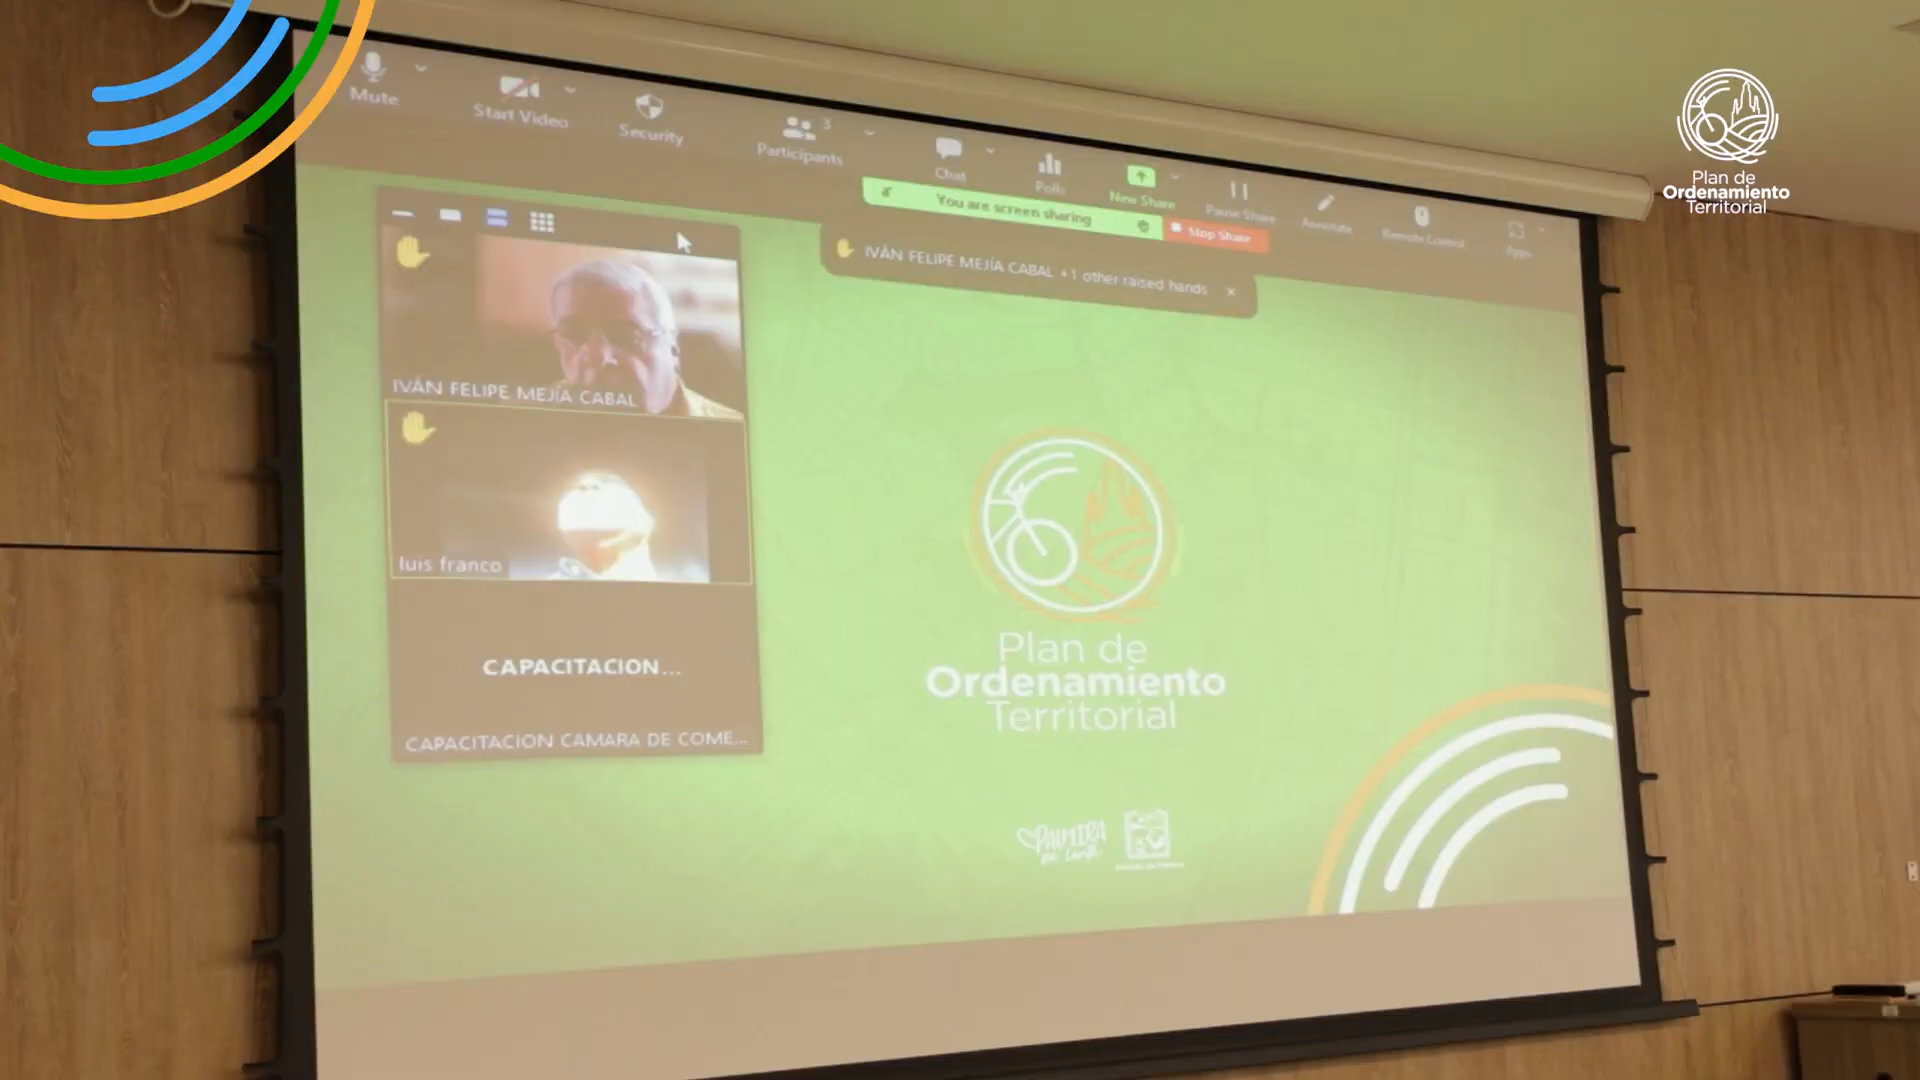 Mute
Start Video
Security
Participants
3
Chat
Polls
New Share
Pause Share
Annotate
Remote Control
Apps
You are screen sharing
Stop Share
IVÁN FELIPE MEJÍA CABAL +1 other raised hands
IVÁN FELIPE MEJÍA CABAL
luis franco
CAPACITACION...
CAPACITACION CAMARA DE COME...
Plan de
Ordenamiento
Territorial
PALMIRA
Plan de
Ordenamiento
Territorial